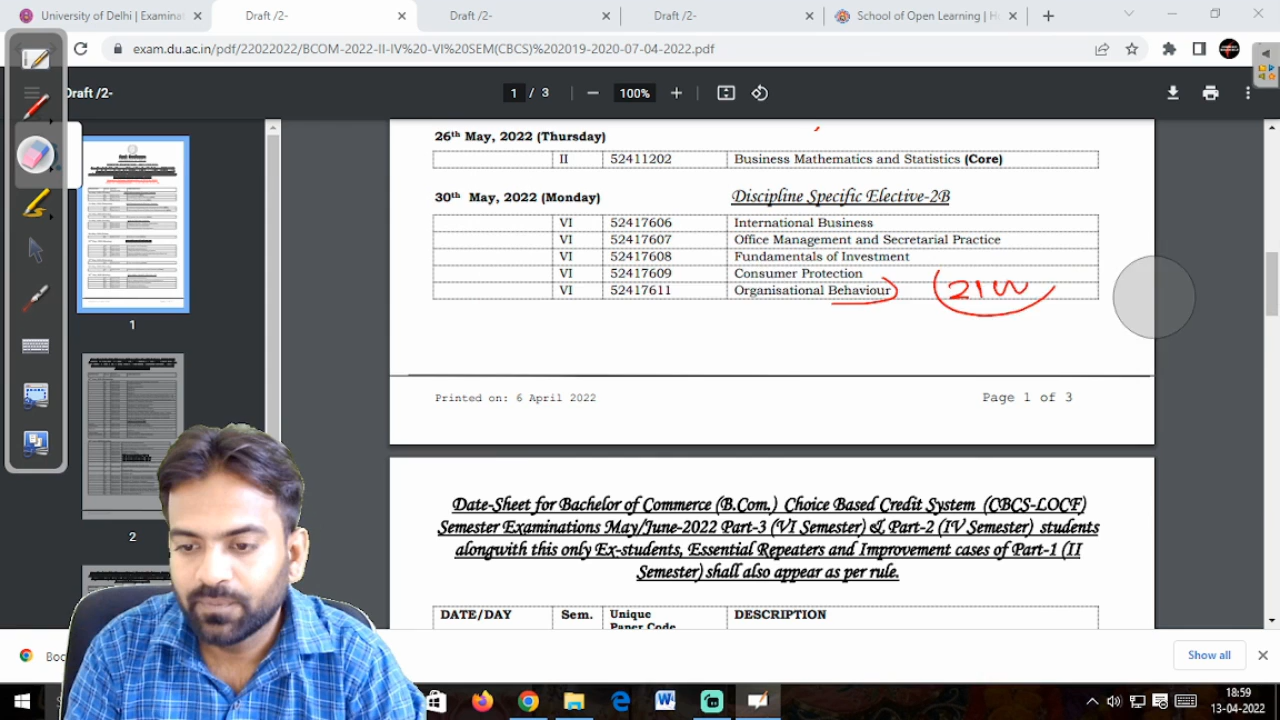 University of Delhi | Examinat
Draft /2-
Draft /2-
Draft /2-
School of Open Learning | H
exam.du.ac.in/pdf/22022022/BCOM-2022-II-IV%20-VI%20SEM(CBCS)%202019-2020-07-04-2022.pdf
Draft /2-
1 / 3
100%
26th May, 2022 (Thursday)
II 52411202 Business Mathematics and Statistics (Core)
30th May, 2022 (Monday) Discipline Specific Elective-2B
VI 52417606 International Business
VI 52417607 Office Management and Secretarial Practice
VI 52417608 Fundamentals of Investment
VI 52417609 Consumer Protection
VI 52417611 Organisational Behaviour
Printed on: 6 April 2022 Page 1 of 3
1
2
Date-Sheet for Bachelor of Commerce (B.Com.) Choice Based Credit System (CBCS-LOCF)
Semester Examinations May/June-2022 Part-3 (VI Semester) & Part-2 (IV Semester) students
alongwith this only Ex-students, Essential Repeaters and Improvement cases of Part-1 (II
Semester) shall also appear as per rule.
DATE/DAY Sem. Unique DESCRIPTION
Paper Code
Show all
18:59
13-04-2022